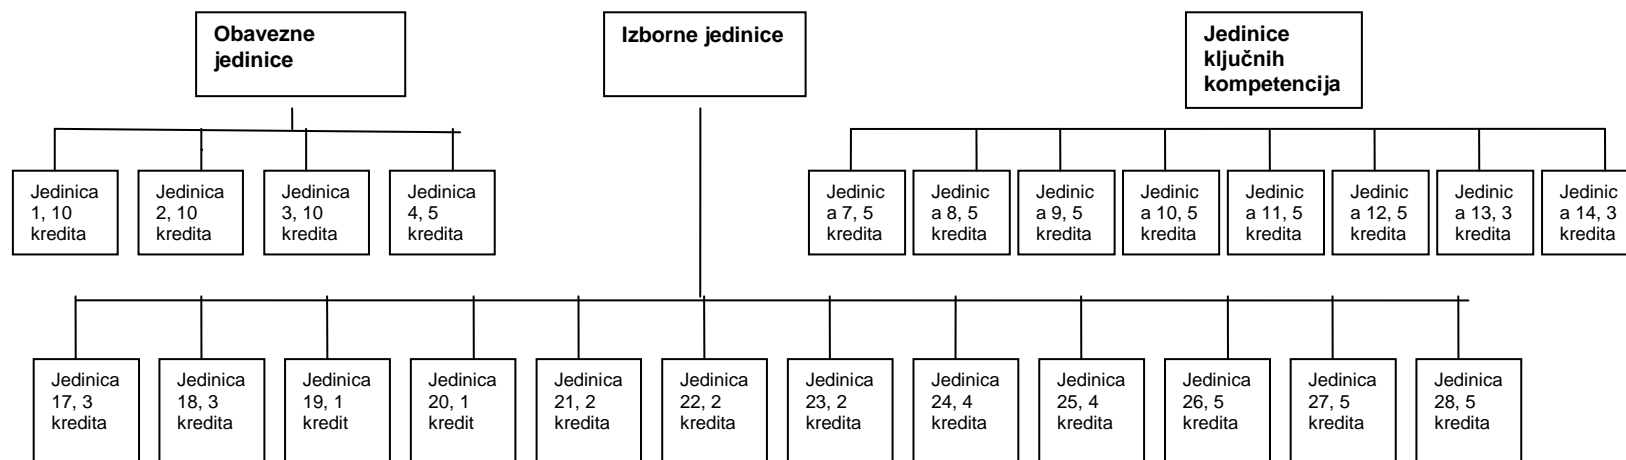 Obavezne
jedinice
Izborne jedinice
Jedinice
ključnih
kompetencija
Jedinica
1, 10
kredita
Jedinica
2, 10
kredita
Jedinica
3, 10
kredita
Jedinica
4, 5
kredita
Jedinic
a 7, 5
kredita
Jedinic
a 8, 5
kredita
Jedinic
a 9, 5
kredita
Jedinic
a 10, 5
kredita
Jedinic
a 11, 5
kredita
Jedinic
a 12, 5
kredita
Jedinic
a 13, 3
kredita
Jedinic
a 14, 3
kredita
Jedinica
17, 3
kredita
Jedinica
18, 3
kredita
Jedinica
19, 1
kredit
Jedinica
20, 1
kredit
Jedinica
21, 2
kredita
Jedinica
22, 2
kredita
Jedinica
23, 2
kredita
Jedinica
24, 4
kredita
Jedinica
25, 4
kredita
Jedinica
26, 5
kredita
Jedinica
27, 5
kredita
Jedinica
28, 5
kredita